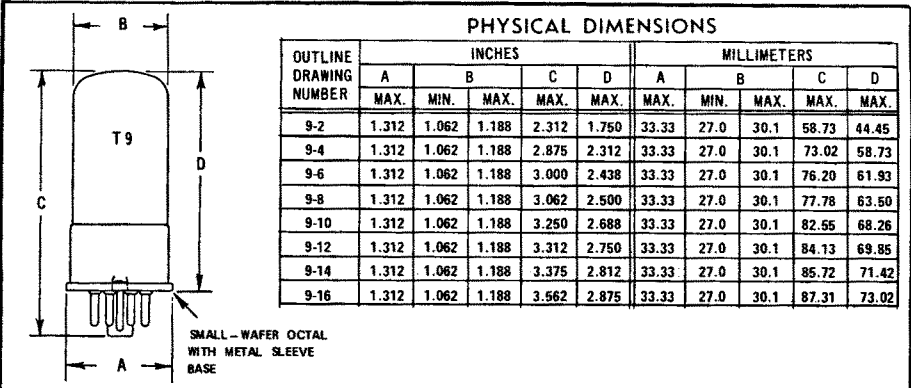 PHYSICAL DIMENSIONS
B
T9
C
D
A
SMALL-WAFER OCTAL
WITH METAL SLEEVE
BASE
OUTLINE DRAWING NUMBER INCHES MILLIMETERS
A B C D A B C D
MAX. MIN. MAX. MAX. MAX. MAX. MIN. MAX. MAX. MAX.
9-2 1.312 1.062 1.188 2.312 1.750 33.33 27.0 30.1 58.73 44.45
9-4 1.312 1.062 1.188 2.875 2.312 33.33 27.0 30.1 73.02 58.73
9-6 1.312 1.062 1.188 3.000 2.438 33.33 27.0 30.1 76.20 61.93
9-8 1.312 1.062 1.188 3.062 2.500 33.33 27.0 30.1 77.78 63.50
9-10 1.312 1.062 1.188 3.250 2.688 33.33 27.0 30.1 82.55 68.26
9-12 1.312 1.062 1.188 3.312 2.750 33.33 27.0 30.1 84.13 69.85
9-14 1.312 1.062 1.188 3.375 2.812 33.33 27.0 30.1 85.72 71.42
9-16 1.312 1.062 1.188 3.562 2.875 33.33 27.0 30.1 87.31 73.02